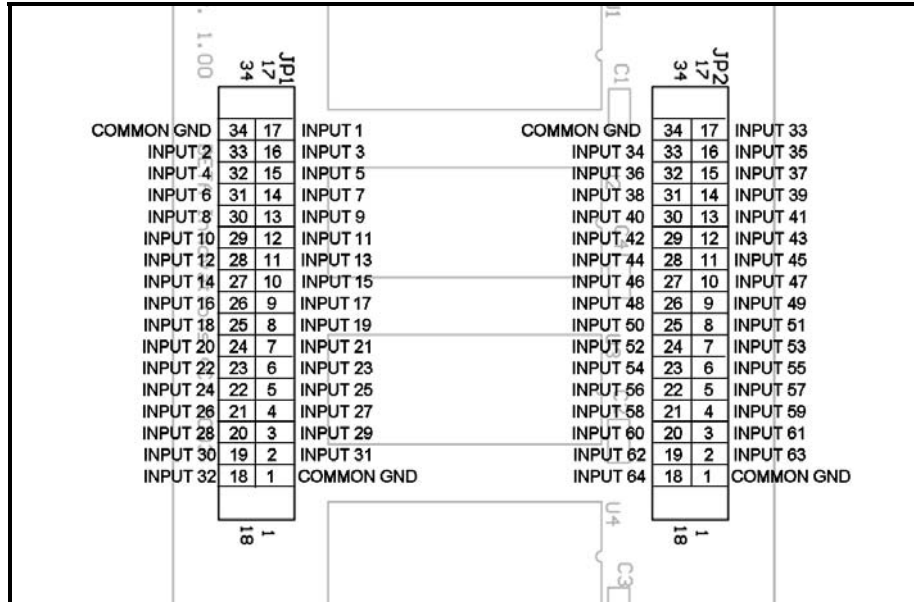 1.00
U1
C1
JP1
34 17
JP2
34 17
COMMON GND 34 17 INPUT 1
INPUT 2 33 16 INPUT 3
INPUT 4 32 15 INPUT 5
INPUT 6 31 14 INPUT 7
INPUT 8 30 13 INPUT 9
INPUT 10 29 12 INPUT 11
INPUT 12 28 11 INPUT 13
INPUT 14 27 10 INPUT 15
INPUT 16 26 9 INPUT 17
INPUT 18 25 8 INPUT 19
INPUT 20 24 7 INPUT 21
INPUT 22 23 6 INPUT 23
INPUT 24 22 5 INPUT 25
INPUT 26 21 4 INPUT 27
INPUT 28 20 3 INPUT 29
INPUT 30 19 2 INPUT 31
INPUT 32 18 1 COMMON GND
18 1
COMMON GND 34 17 INPUT 33
INPUT 34 33 16 INPUT 35
INPUT 36 32 15 INPUT 37
INPUT 38 31 14 INPUT 39
INPUT 40 30 13 INPUT 41
INPUT 42 29 12 INPUT 43
INPUT 44 28 11 INPUT 45
INPUT 46 27 10 INPUT 47
INPUT 48 26 9 INPUT 49
INPUT 50 25 8 INPUT 51
INPUT 52 24 7 INPUT 53
INPUT 54 23 6 INPUT 55
INPUT 56 22 5 INPUT 57
INPUT 58 21 4 INPUT 59
INPUT 60 20 3 INPUT 61
INPUT 62 19 2 INPUT 63
INPUT 64 18 1 COMMON GND
18 1
U4
C3